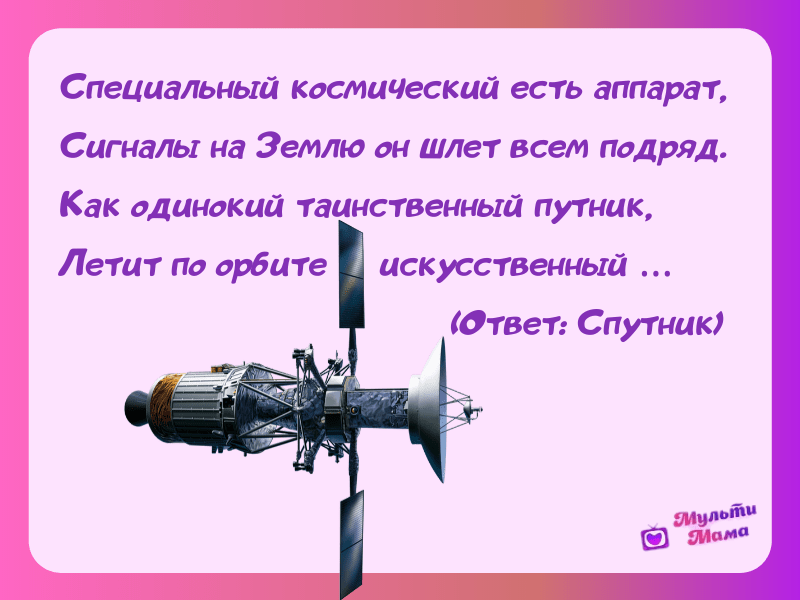 Специальный космический есть аппарат,
Сигналы на Землю он шлет всем подряд.
Как одинокий таинственный путник,
Летит по орбите искусственный ...
(Ответ: Спутник)
Мульти
Мама